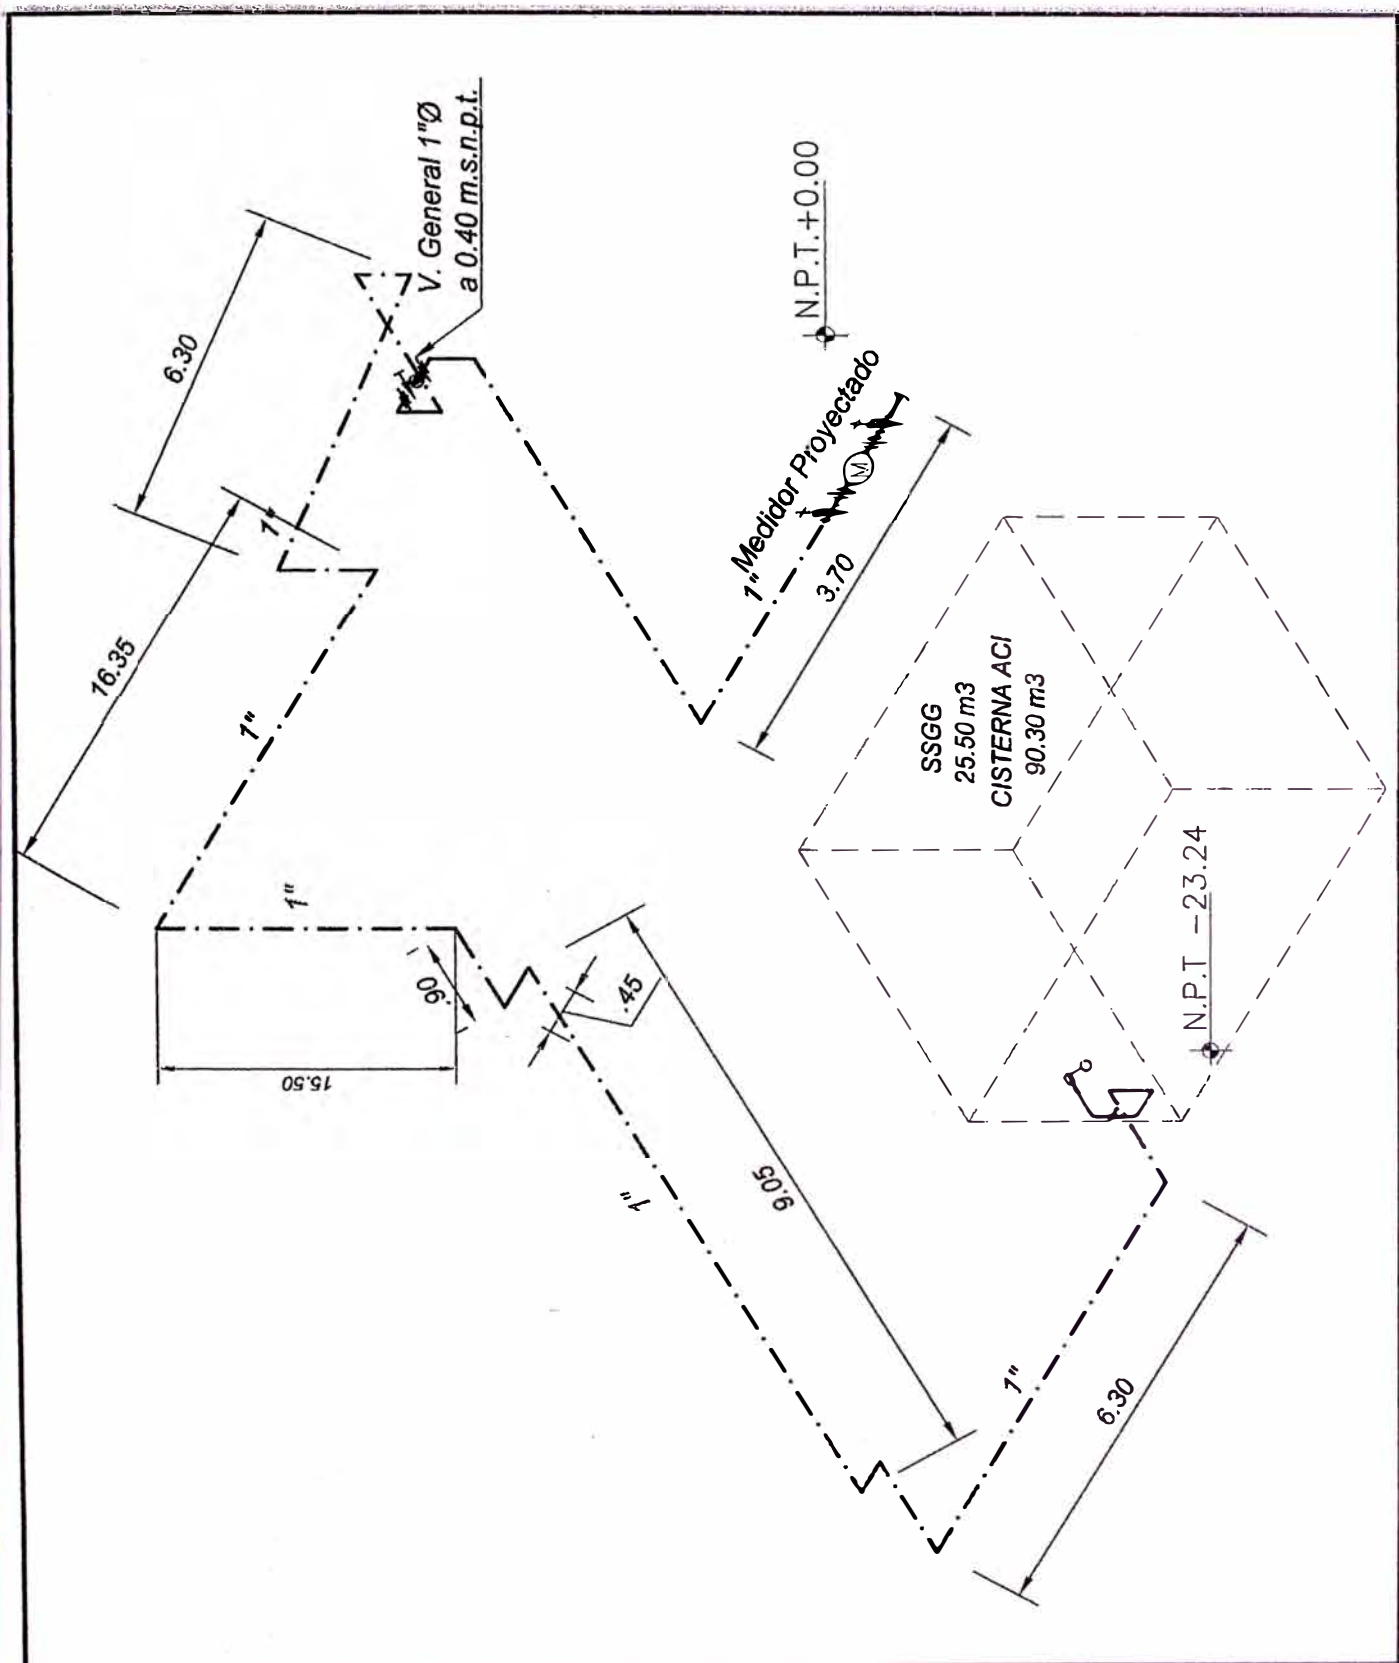 V. General 1"Ø
a 0.40 m.s.n.p.t.
6.30
N.P.T.+0.00
1"
16.35
Medidor Proyectado
1"
3.70
1"
SSGG
25.50 m3
CISTERNA ACI
90.30 m3
1"
.90
.45
15.50
N.P.T -23.24
9.05
1"
1"
6.30
M